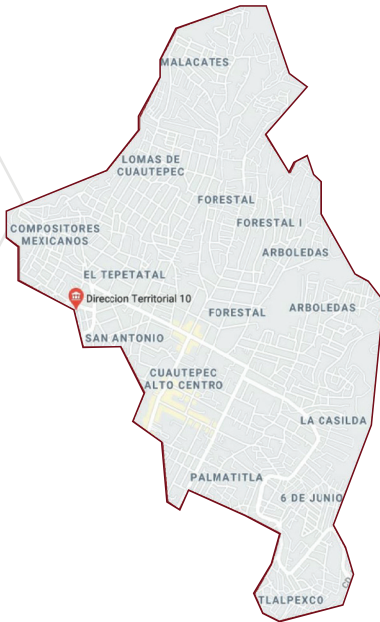 MALACATES
LOMAS DE
CUAUTEPEC
FORESTAL
FORESTAL I
COMPOSITORES
MEXICANOS
ARBOLEDAS
EL TEPETATAL
Direccion Territorial 10
ARBOLEDAS
FORESTAL
SAN ANTONIO
CUAUTEPEC
ALTO CENTRO
LA CASILDA
PALMATITLA
6 DE JUNIO
TLALPEXCO